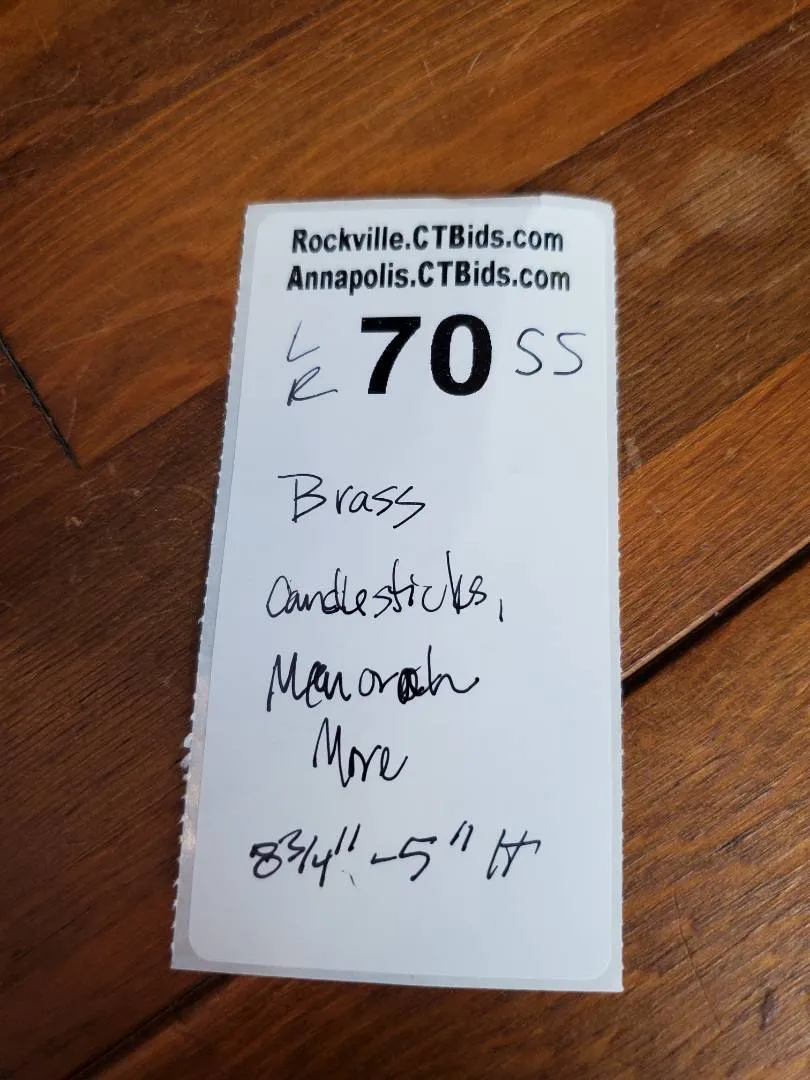 Rockville.CTBids.com
Annapolis.CTBids.com
L 70 SS
R
Brass
Candlesticks,
Menorah
More
8 3/4" - 5" H